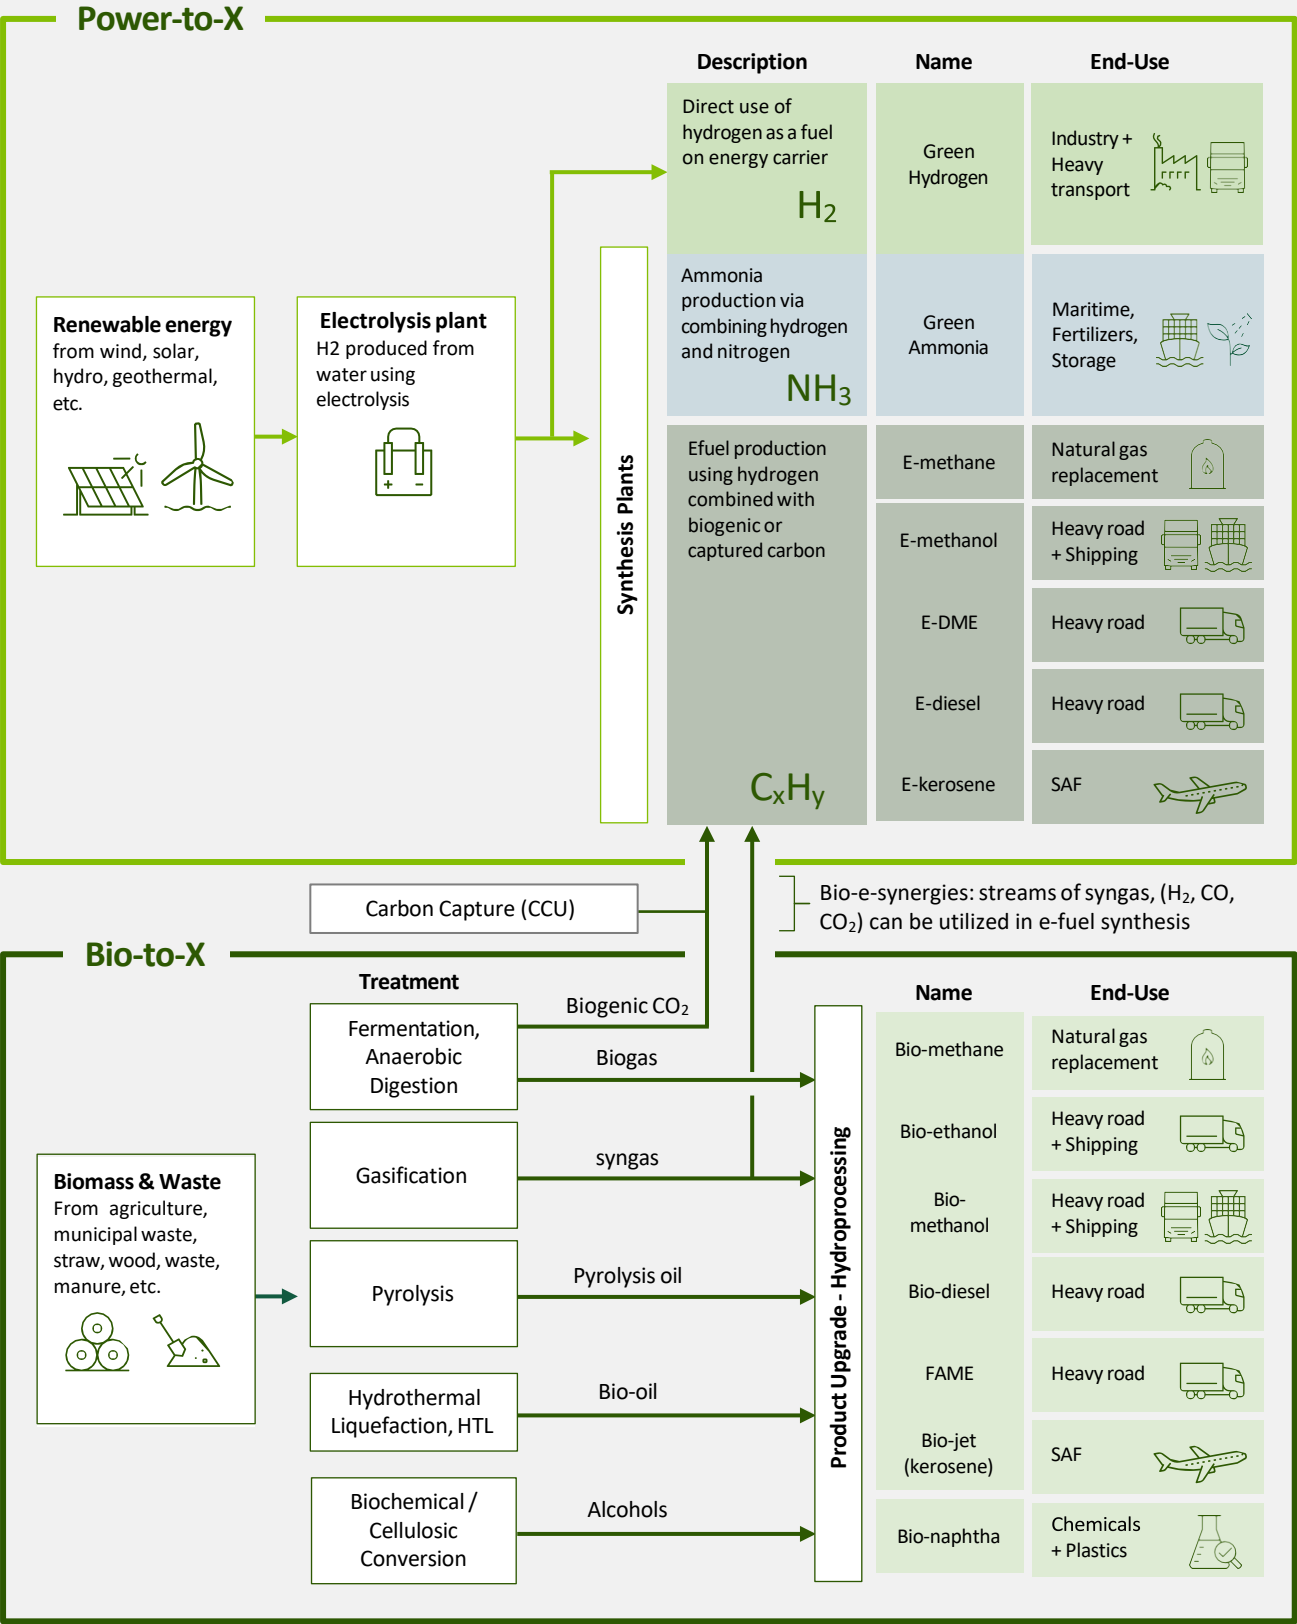 Power-to-X
Description
Name
End-Use
Direct use of
hydrogen as a fuel
on energy carrier
H₂
Green
Hydrogen
Industry +
Heavy
transport
Renewable energy
from wind, solar,
hydro, geothermal,
etc.
Electrolysis plant
H2 produced from
water using
electrolysis
+ -
Synthesis Plants
Ammonia
production via
combining hydrogen
and nitrogen
NH₃
Green
Ammonia
Maritime,
Fertilizers,
Storage
Efuel production
using hydrogen
combined with
biogenic or
captured carbon
CₓHᵧ
E-methane
Natural gas
replacement
E-methanol
Heavy road
+ Shipping
E-DME
Heavy road
E-diesel
Heavy road
E-kerosene
SAF
Carbon Capture (CCU)
Bio-e-synergies: streams of syngas, (H₂, CO,
CO₂) can be utilized in e-fuel synthesis
Bio-to-X
Treatment
Name
End-Use
Biomass & Waste
From agriculture,
municipal waste,
straw, wood, waste,
manure, etc.
Fermentation,
Anaerobic
Digestion
Biogenic CO₂
Biogas
Gasification
syngas
Pyrolysis
Pyrolysis oil
Hydrothermal
Liquefaction, HTL
Bio-oil
Biochemical /
Cellulosic
Conversion
Alcohols
Product Upgrade - Hydroprocessing
Bio-methane
Natural gas
replacement
Bio-ethanol
Heavy road
+ Shipping
Bio-
methanol
Heavy road
+ Shipping
Bio-diesel
Heavy road
FAME
Heavy road
Bio-jet
(kerosene)
SAF
Bio-naphtha
Chemicals
+ Plastics